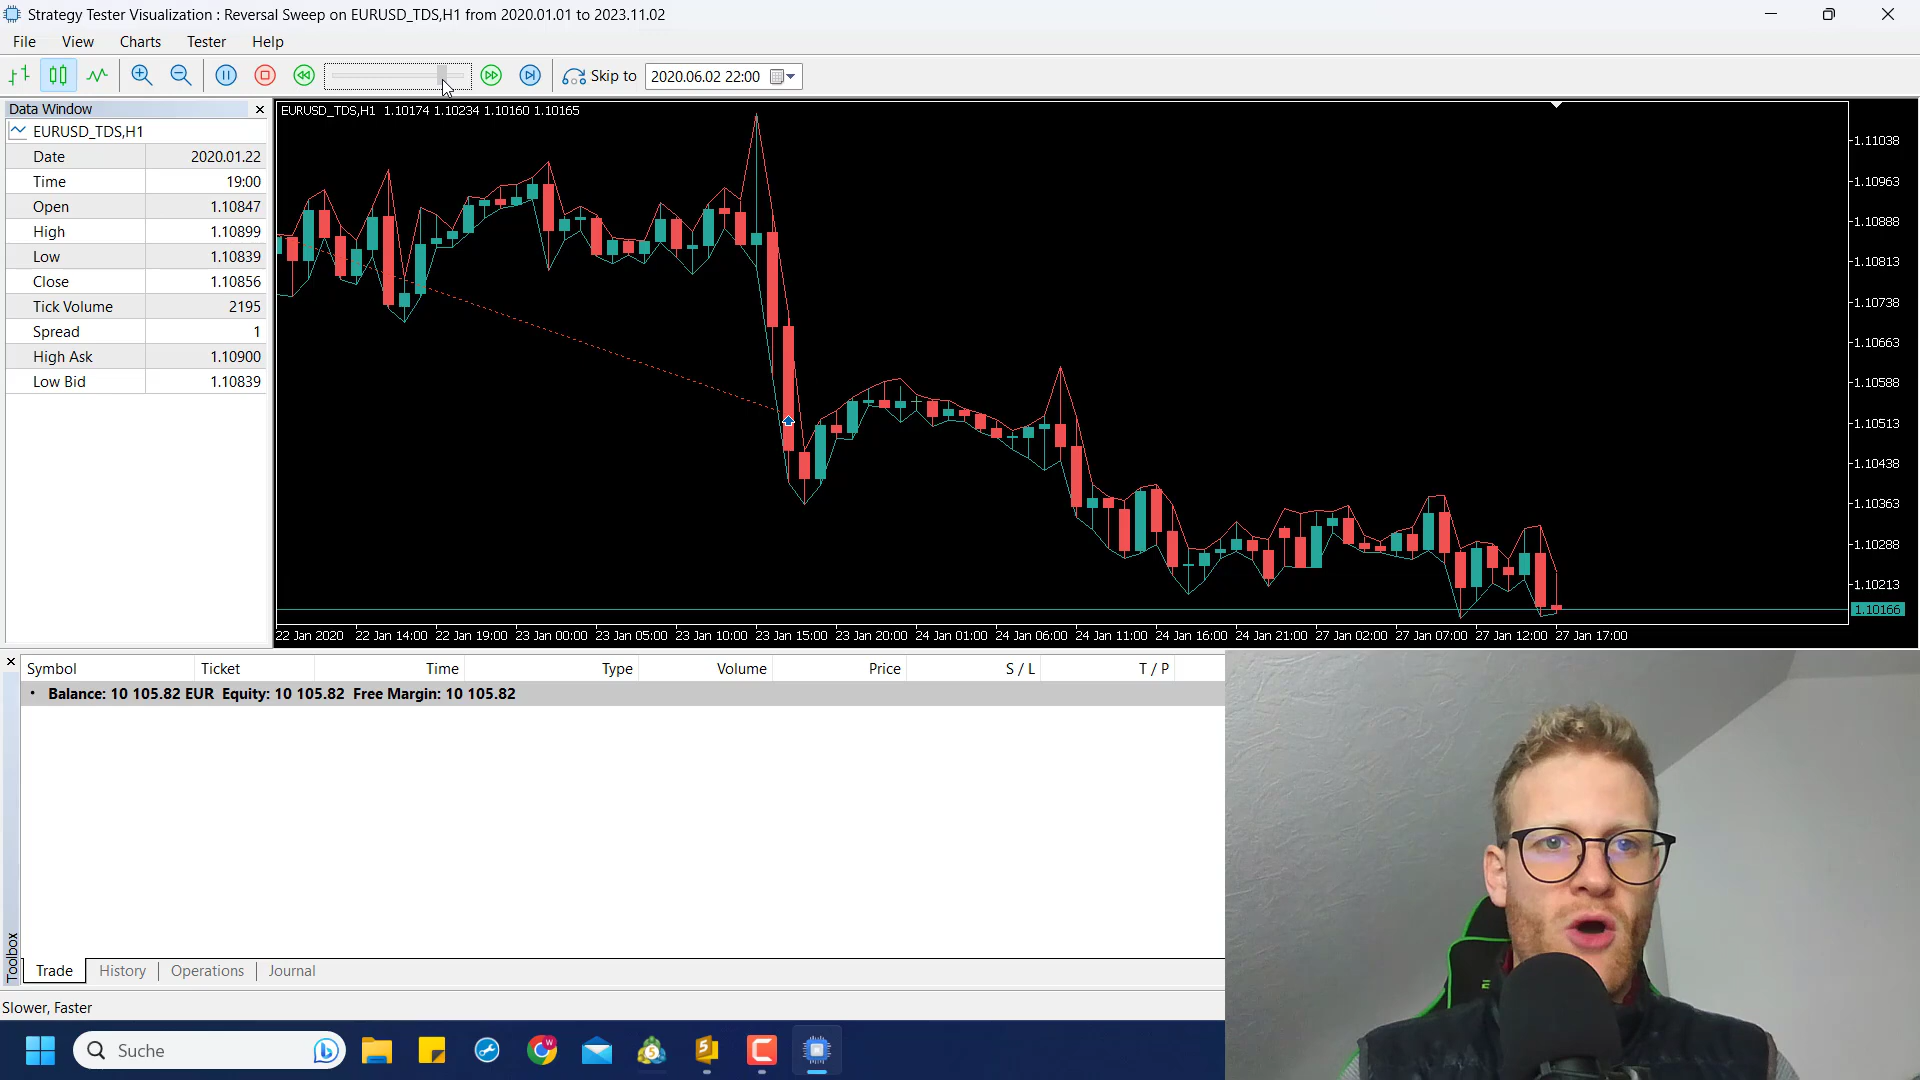 Strategy Tester Visualization : Reversal Sweep on EURUSD_TDS,H1 from 2020.01.01 to 2023.11.02
File View Charts Tester Help
Skip to 2020.06.02 22:00
Data Window
EURUSD_TDS,H1
Date 2020.01.22
Time 19:00
Open 1.10847
High 1.10899
Low 1.10839
Close 1.10856
Tick Volume 2195
Spread 1
High Ask 1.10900
Low Bid 1.10839
EURUSD_TDS,H1 1.10174 1.10234 1.10160 1.10165
1.11038
1.10963
1.10888
1.10813
1.10738
1.10663
1.10588
1.10513
1.10438
1.10363
1.10288
1.10213
1.10166
22 Jan 2020 22 Jan 14:00 22 Jan 19:00 23 Jan 00:00 23 Jan 05:00 23 Jan 10:00 23 Jan 15:00 23 Jan 20:00 24 Jan 01:00 24 Jan 06:00 24 Jan 11:00 24 Jan 16:00 24 Jan 21:00 27 Jan 02:00 27 Jan 07:00 27 Jan 12:00 27 Jan 17:00
Symbol Ticket Time Type Volume Price S / L T / P
Balance: 10 105.82 EUR Equity: 10 105.82 Free Margin: 10 105.82
Toolbox
Trade History Operations Journal
Slower, Faster
Suche